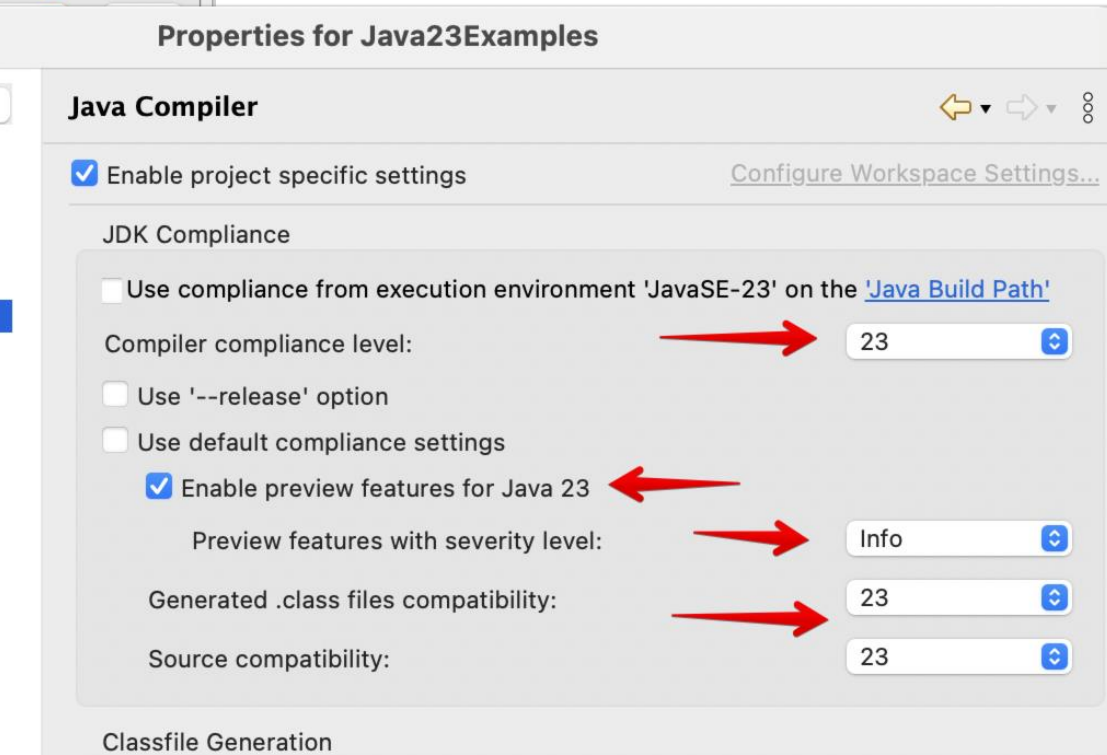 Properties for Java23Examples
Java Compiler
Enable project specific settings
Configure Workspace Settings...
JDK Compliance
Use compliance from execution environment 'JavaSE-23' on the 'Java Build Path'
Compiler compliance level:
23
Use '--release' option
Use default compliance settings
Enable preview features for Java 23
Preview features with severity level:
Info
Generated .class files compatibility:
23
Source compatibility:
23
Classfile Generation